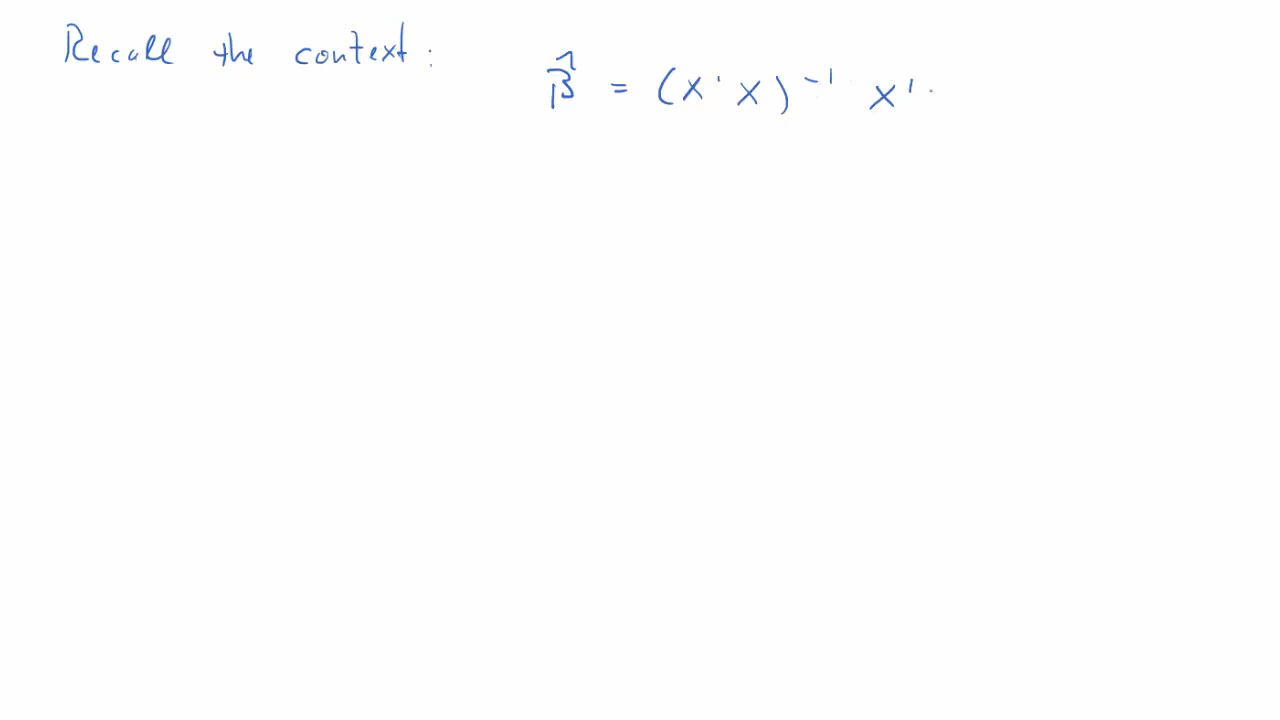 Recall the context :
β̂ = (X'X)⁻¹ X'